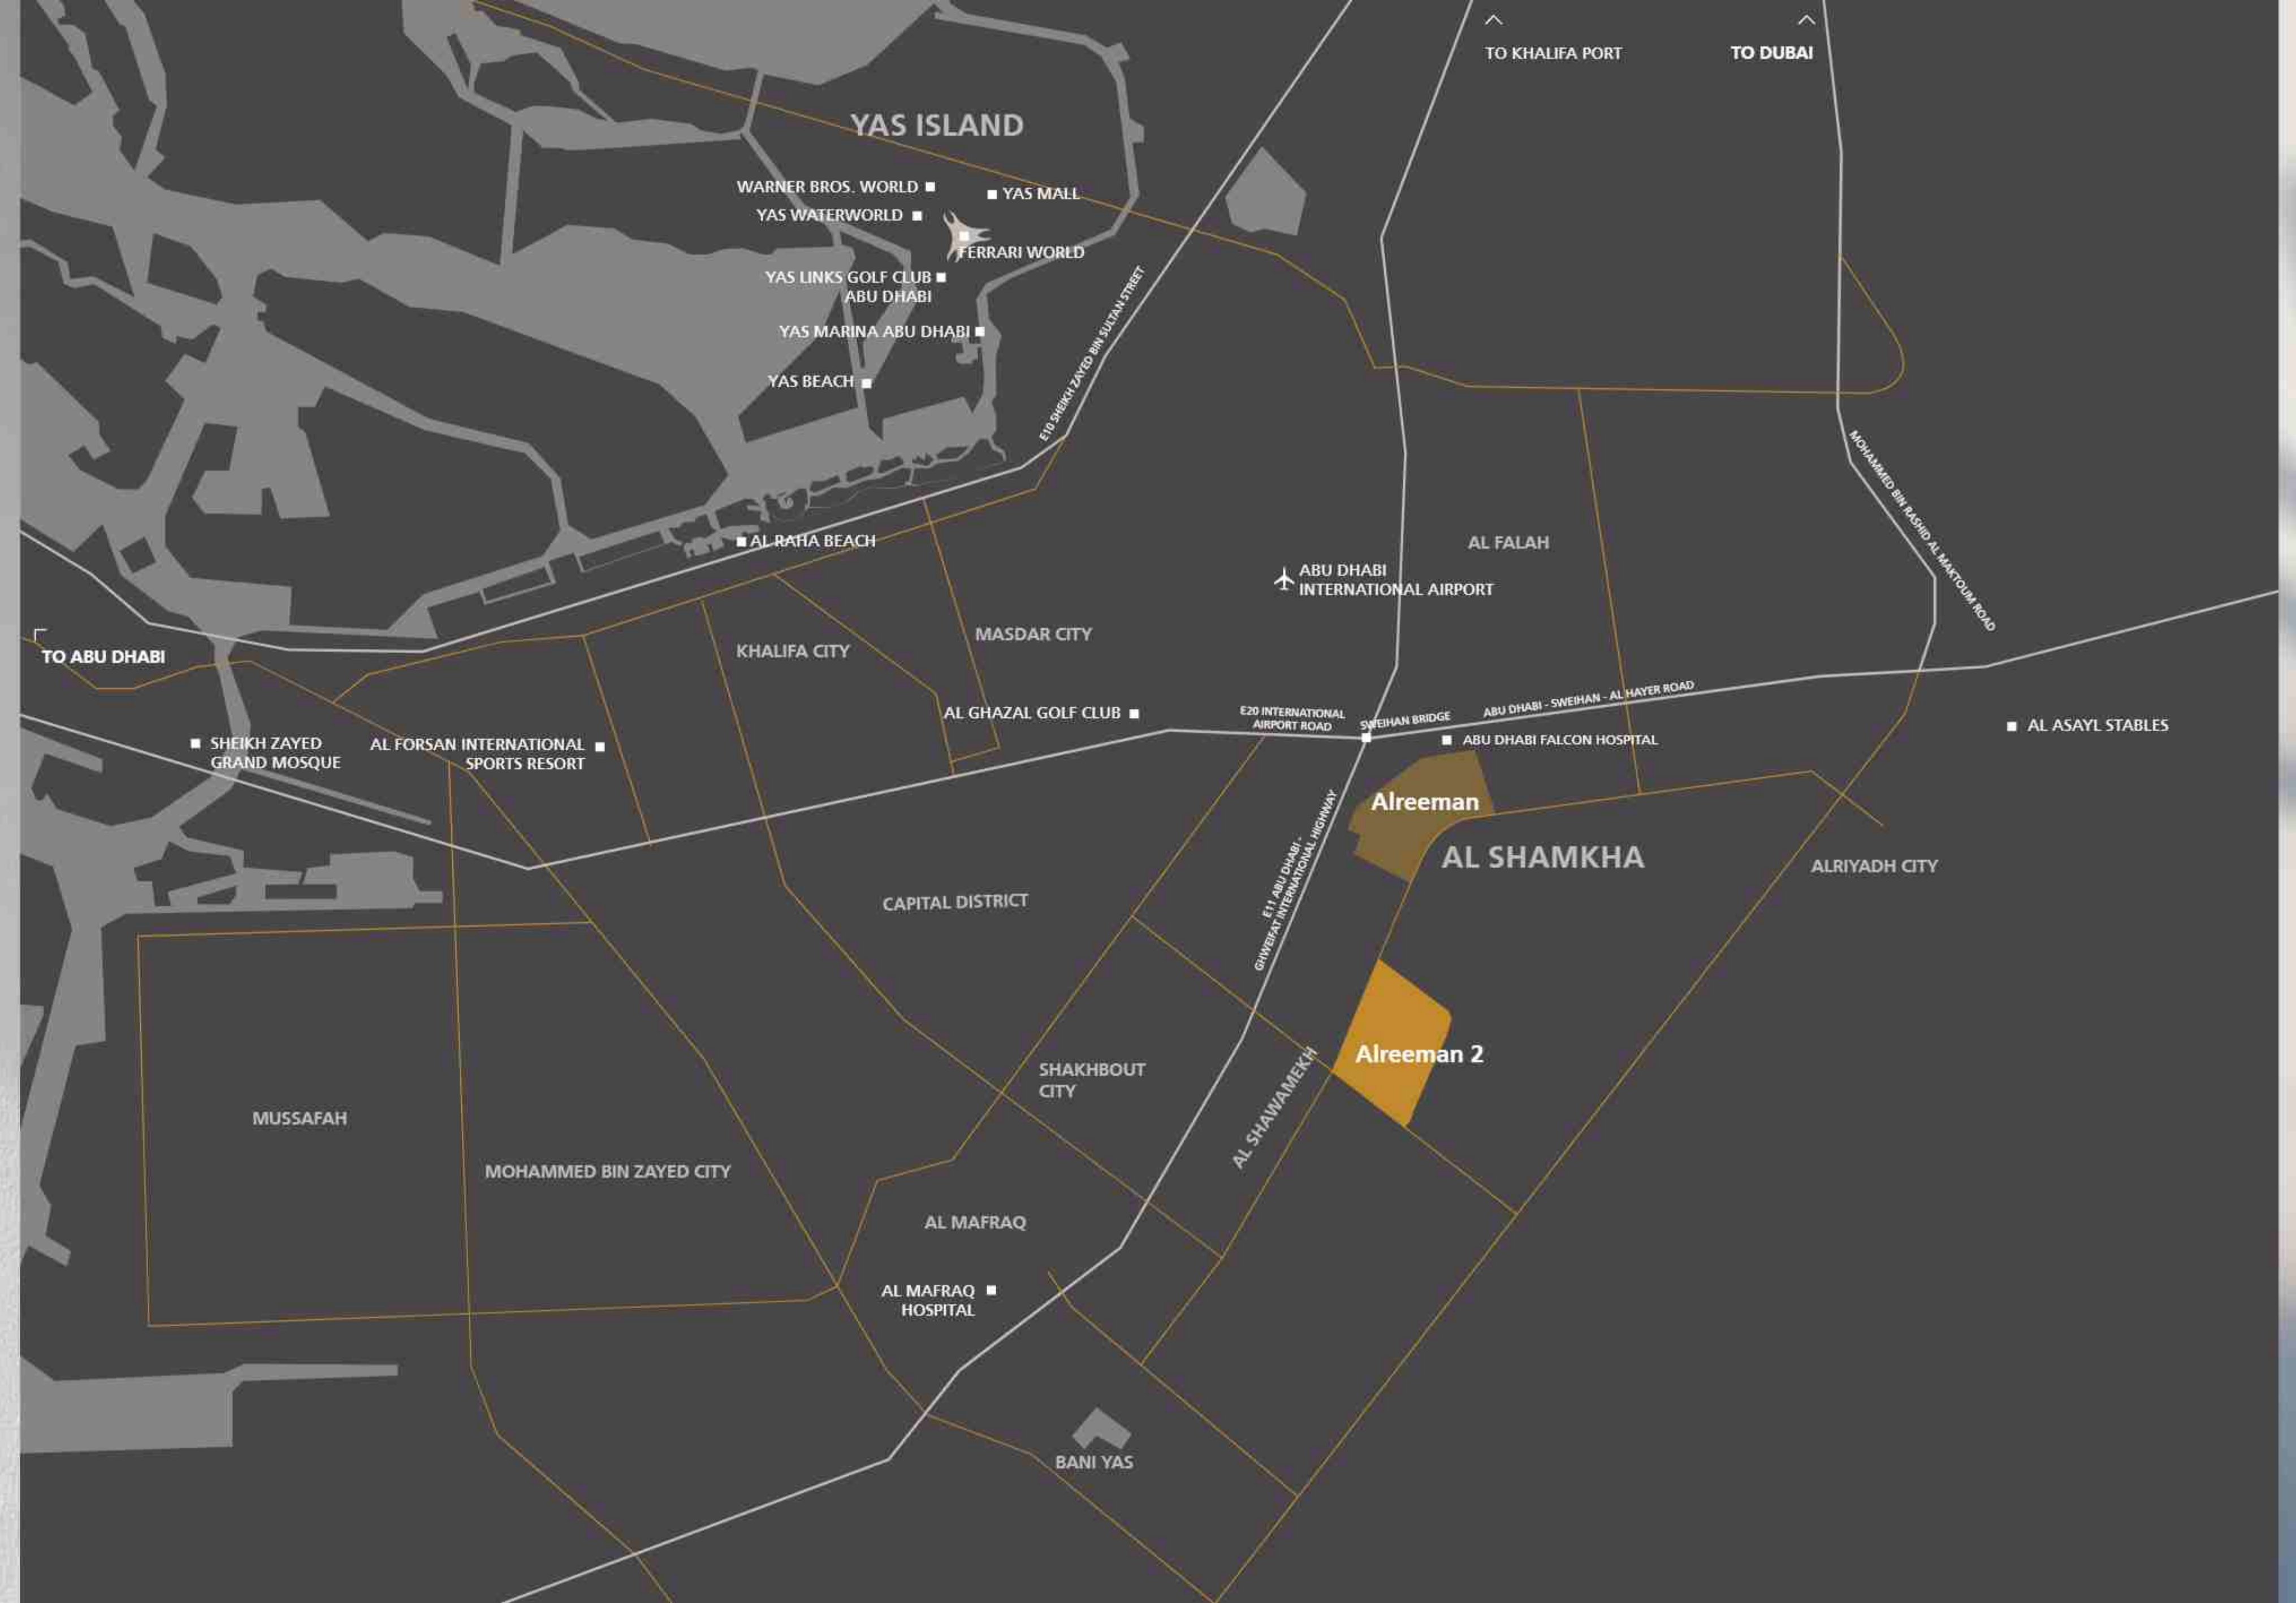 TO KHALIFA PORT
TO DUBAI
YAS ISLAND
WARNER BROS. WORLD
YAS MALL
YAS WATERWORLD
FERRARI WORLD
YAS LINKS GOLF CLUB
ABU DHABI
YAS MARINA ABU DHABI
YAS BEACH
E10 SHEIKH ZAYED BIN SULTAN STREET
MOHAMMED BIN RASHID AL MAKTOUM ROAD
AL RAHA BEACH
AL FALAH
ABU DHABI
INTERNATIONAL AIRPORT
MASDAR CITY
KHALIFA CITY
TO ABU DHABI
AL GHAZAL GOLF CLUB
E20 INTERNATIONAL
AIRPORT ROAD
SWEIHAN BRIDGE
ABU DHABI - SWEIHAN - AL HAYER ROAD
AL ASAYL STABLES
SHEIKH ZAYED
GRAND MOSQUE
AL FORSAN INTERNATIONAL
SPORTS RESORT
ABU DHABI FALCON HOSPITAL
Alreeman
AL SHAMKHA
ALRIYADH CITY
E11 ABU DHABI -
GHWEIFAT INTERNATIONAL HIGHWAY
CAPITAL DISTRICT
Alreeman 2
SHAKHBOUT
CITY
AL SHAWAMEKH
MUSSAFAH
MOHAMMED BIN ZAYED CITY
AL MAFRAQ
AL MAFRAQ
HOSPITAL
BANI YAS